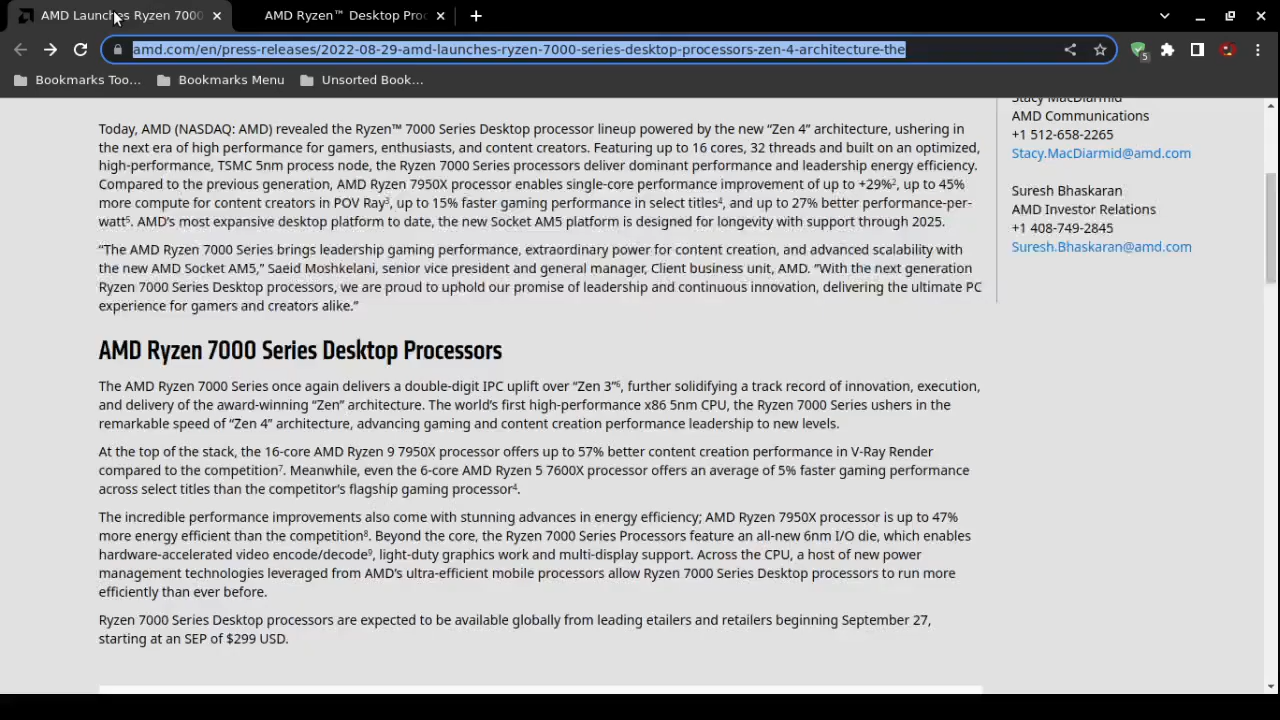 AMD Launches Ryzen 7000
AMD Ryzen™ Desktop Pro
amd.com/en/press-releases/2022-08-29-amd-launches-ryzen-7000-series-desktop-processors-zen-4-architecture-the
5
Bookmarks Too...
Bookmarks Menu
Unsorted Book...
Today, AMD (NASDAQ: AMD) revealed the Ryzen™ 7000 Series Desktop processor lineup powered by the new “Zen 4” architecture, ushering in
the next era of high performance for gamers, enthusiasts, and content creators. Featuring up to 16 cores, 32 threads and built on an optimized,
high-performance, TSMC 5nm process node, the Ryzen 7000 Series processors deliver dominant performance and leadership energy efficiency.
Compared to the previous generation, AMD Ryzen 7950X processor enables single-core performance improvement of up to +29%², up to 45%
more compute for content creators in POV Ray³, up to 15% faster gaming performance in select titles⁴, and up to 27% better performance-per-
watt⁵. AMD’s most expansive desktop platform to date, the new Socket AM5 platform is designed for longevity with support through 2025.
“The AMD Ryzen 7000 Series brings leadership gaming performance, extraordinary power for content creation, and advanced scalability with
the new AMD Socket AM5,” Saeid Moshkelani, senior vice president and general manager, Client business unit, AMD. “With the next generation
Ryzen 7000 Series Desktop processors, we are proud to uphold our promise of leadership and continuous innovation, delivering the ultimate PC
experience for gamers and creators alike.”
AMD Ryzen 7000 Series Desktop Processors
The AMD Ryzen 7000 Series once again delivers a double-digit IPC uplift over “Zen 3”⁶, further solidifying a track record of innovation, execution,
and delivery of the award-winning “Zen” architecture. The world’s first high-performance x86 5nm CPU, the Ryzen 7000 Series ushers in the
remarkable speed of “Zen 4” architecture, advancing gaming and content creation performance leadership to new levels.
At the top of the stack, the 16-core AMD Ryzen 9 7950X processor offers up to 57% better content creation performance in V-Ray Render
compared to the competition⁷. Meanwhile, even the 6-core AMD Ryzen 5 7600X processor offers an average of 5% faster gaming performance
across select titles than the competitor’s flagship gaming processor⁴.
The incredible performance improvements also come with stunning advances in energy efficiency; AMD Ryzen 7950X processor is up to 47%
more energy efficient than the competition⁸. Beyond the core, the Ryzen 7000 Series Processors feature an all-new 6nm I/O die, which enables
hardware-accelerated video encode/decode⁹, light-duty graphics work and multi-display support. Across the CPU, a host of new power
management technologies leveraged from AMD’s ultra-efficient mobile processors allow Ryzen 7000 Series Desktop processors to run more
efficiently than ever before.
Ryzen 7000 Series Desktop processors are expected to be available globally from leading etailers and retailers beginning September 27,
starting at an SEP of $299 USD.
Stacy MacDiarmid
AMD Communications
+1 512-658-2265
Stacy.MacDiarmid@amd.com
Suresh Bhaskaran
AMD Investor Relations
+1 408-749-2845
Suresh.Bhaskaran@amd.com